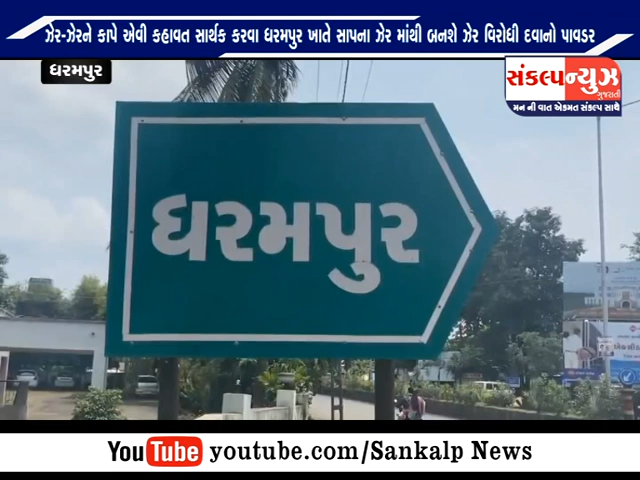 ઝેર-ઝેરને કાપે એવી કહાવત સાર્થક કરવા ધરમપુર ખાતે સાપના ઝેર માંથી બનશે ઝેર વિરોધી દવાનો પાવડર
ધરમપુર
સંકલ્પન્યુઝ
ગુજરાતી
મન ની વાત એકમત સંકલ્પ સાથે
ધરમપુર
YouTube youtube.com/Sankalp News